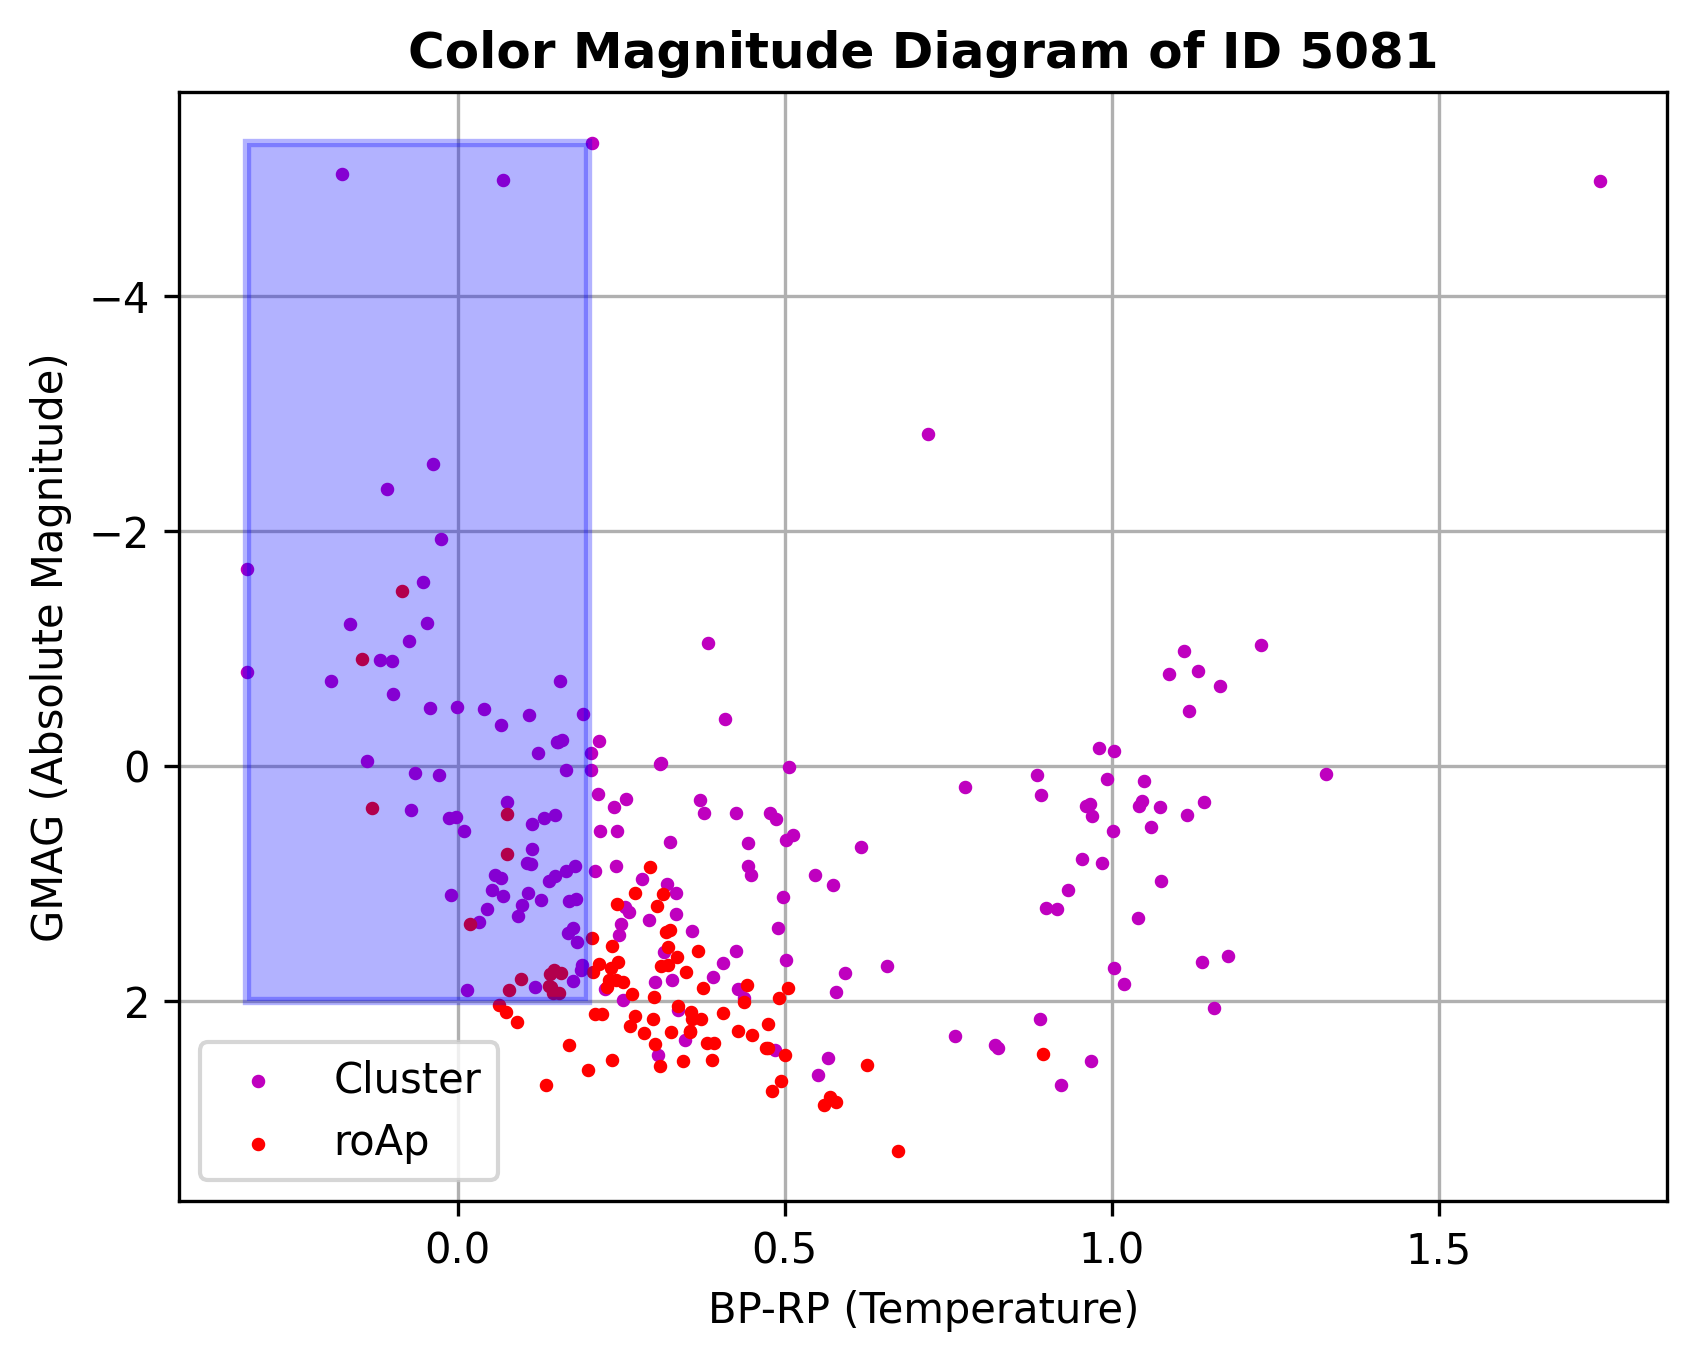 Color Magnitude Diagram of ID 5081
GMAG (Absolute Magnitude)
−4
−2
0
2
Cluster
roAp
0.0 0.5 1.0 1.5
BP-RP (Temperature)